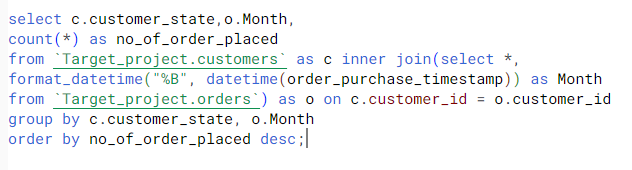 select c.customer_state,o.Month,
count(*) as no_of_order_placed
from `Target_project.customers` as c inner join(select *,
format_datetime("%B", datetime(order_purchase_timestamp)) as Month
from `Target_project.orders`) as o on c.customer_id = o.customer_id
group by c.customer_state, o.Month
order by no_of_order_placed desc;